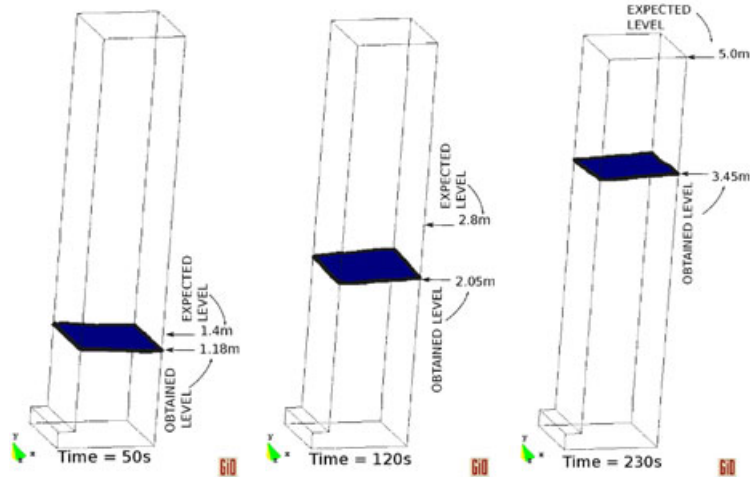 EXPECTED
LEVEL
1.4m
1.18m
OBTAINED
LEVEL
y
x
Time = 50s
GiD
EXPECTED
LEVEL
2.8m
2.05m
OBTAINED LEVEL
y
x
Time = 120s
GiD
EXPECTED
LEVEL
5.0m
3.45m
OBTAINED LEVEL
y
x
Time = 230s
GiD